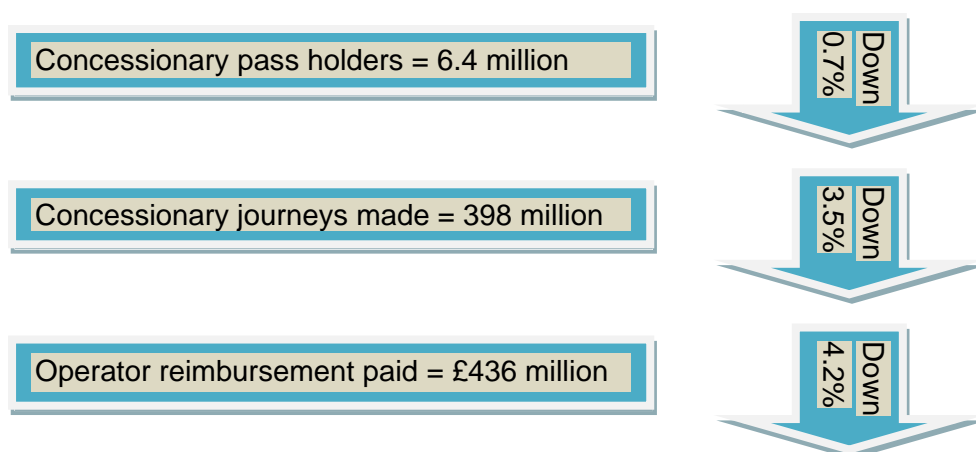 Concessionary pass holders = 6.4 million
Down
0.7%
Concessionary journeys made = 398 million
Down
3.5%
Operator reimbursement paid = £436 million
Down
4.2%